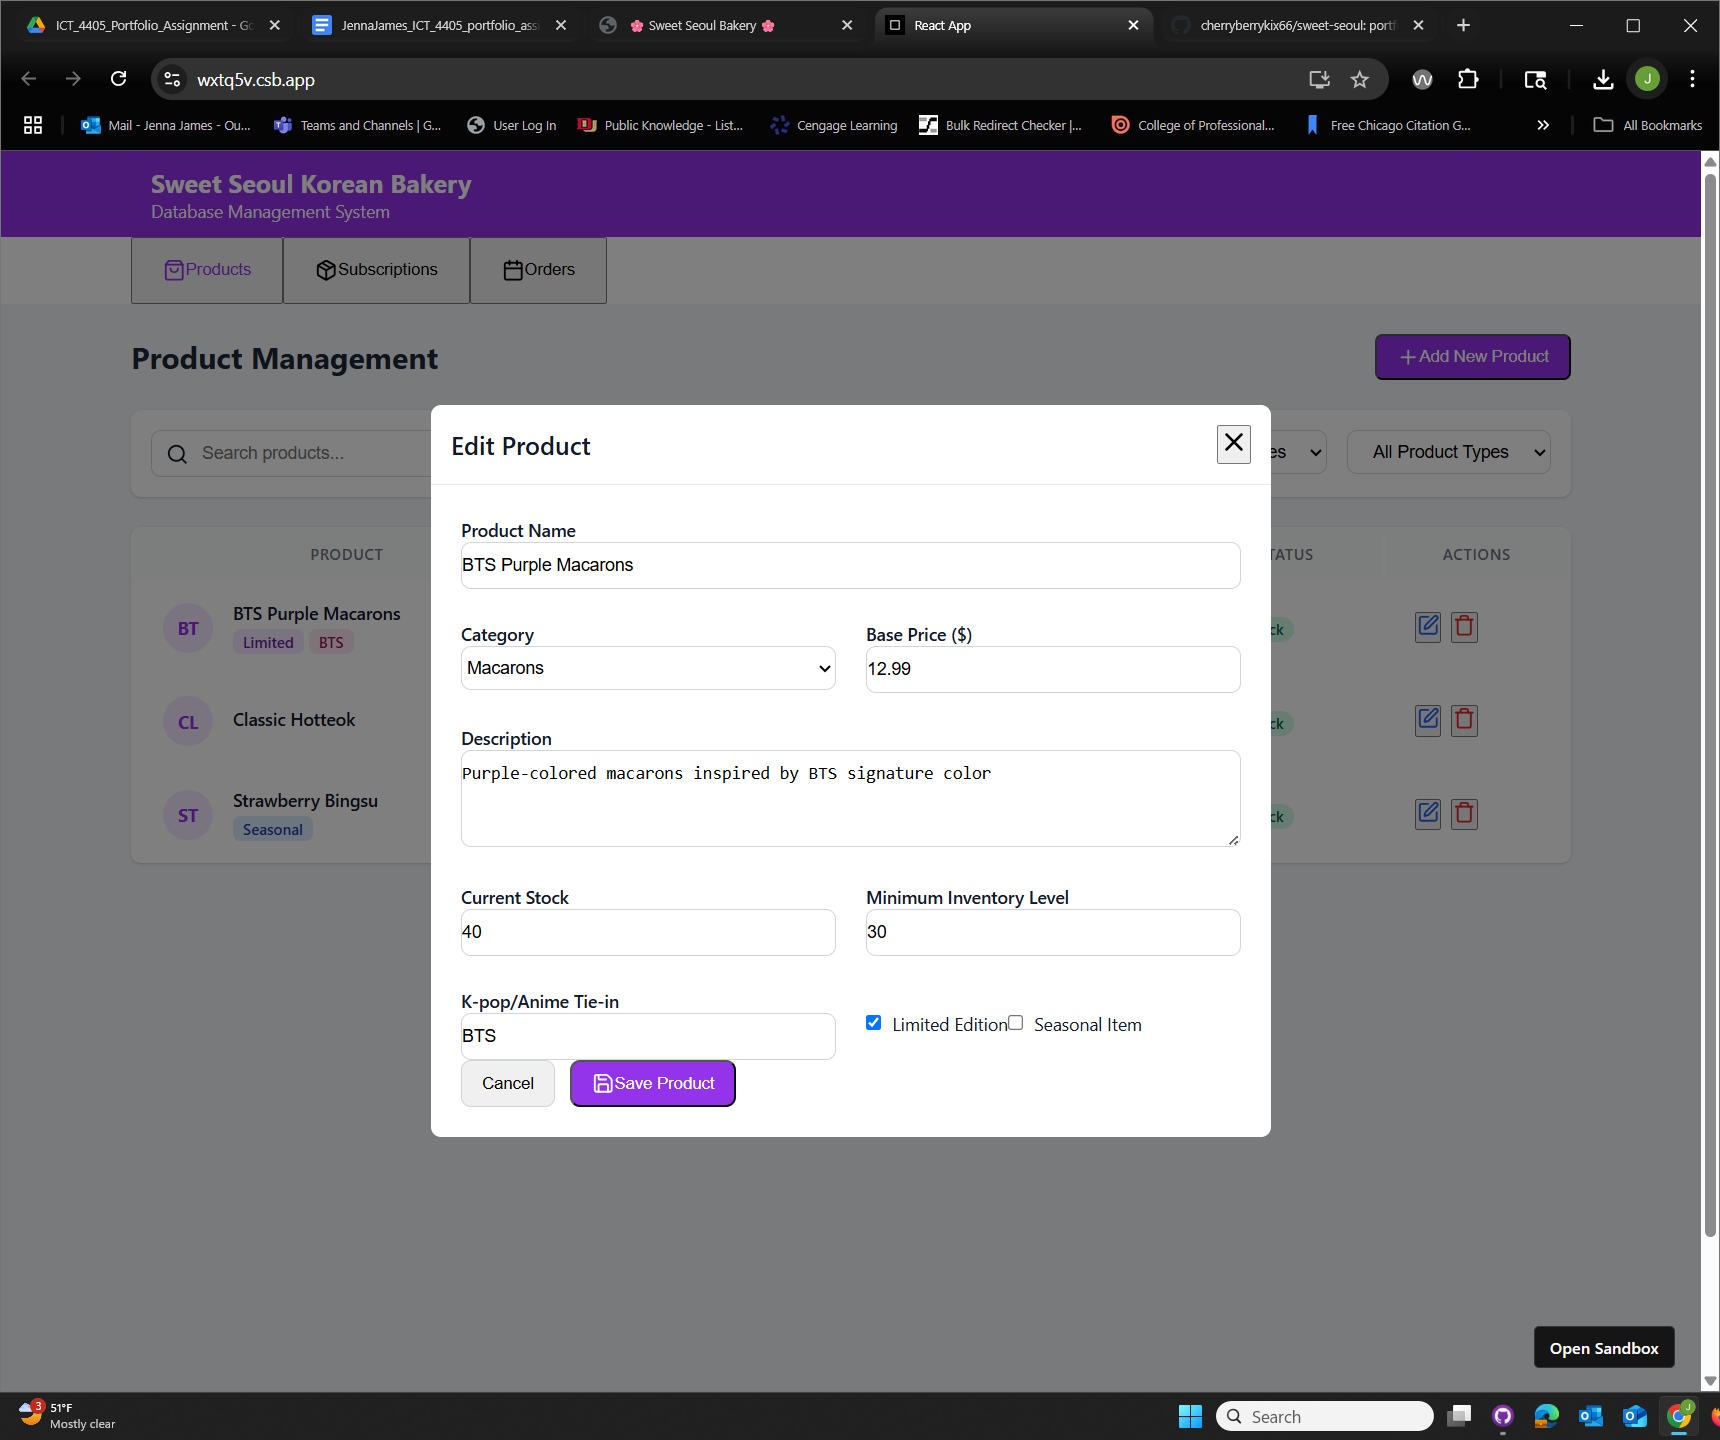 ICT_4405_Portfolio_Assignment - Go
JennaJames_ICT_4405_portfolio_assi
🌸 Sweet Seoul Bakery 🌸
React App
cherryberrykix66/sweet-seoul: portf
wxtq5v.csb.app
J
Mail - Jenna James - Ou...
Teams and Channels | G...
User Log In
Public Knowledge - List...
Cengage Learning
Bulk Redirect Checker |...
College of Professional...
Free Chicago Citation G...
All Bookmarks
Sweet Seoul Korean Bakery
Database Management System
Products
Subscriptions
Orders
Product Management
Add New Product
Search products...
es
All Product Types
PRODUCT
TATUS
ACTIONS
BT
BTS Purple Macarons
Limited
BTS
ck
CL
Classic Hotteok
ck
ST
Strawberry Bingsu
Seasonal
ck
Edit Product
Product Name
BTS Purple Macarons
Category
Base Price ($)
Macarons
12.99
Description
Purple-colored macarons inspired by BTS signature color
Current Stock
Minimum Inventory Level
40
30
K-pop/Anime Tie-in
BTS
Limited Edition
Seasonal Item
Cancel
Save Product
Open Sandbox
3
51°F
Mostly clear
Search
J